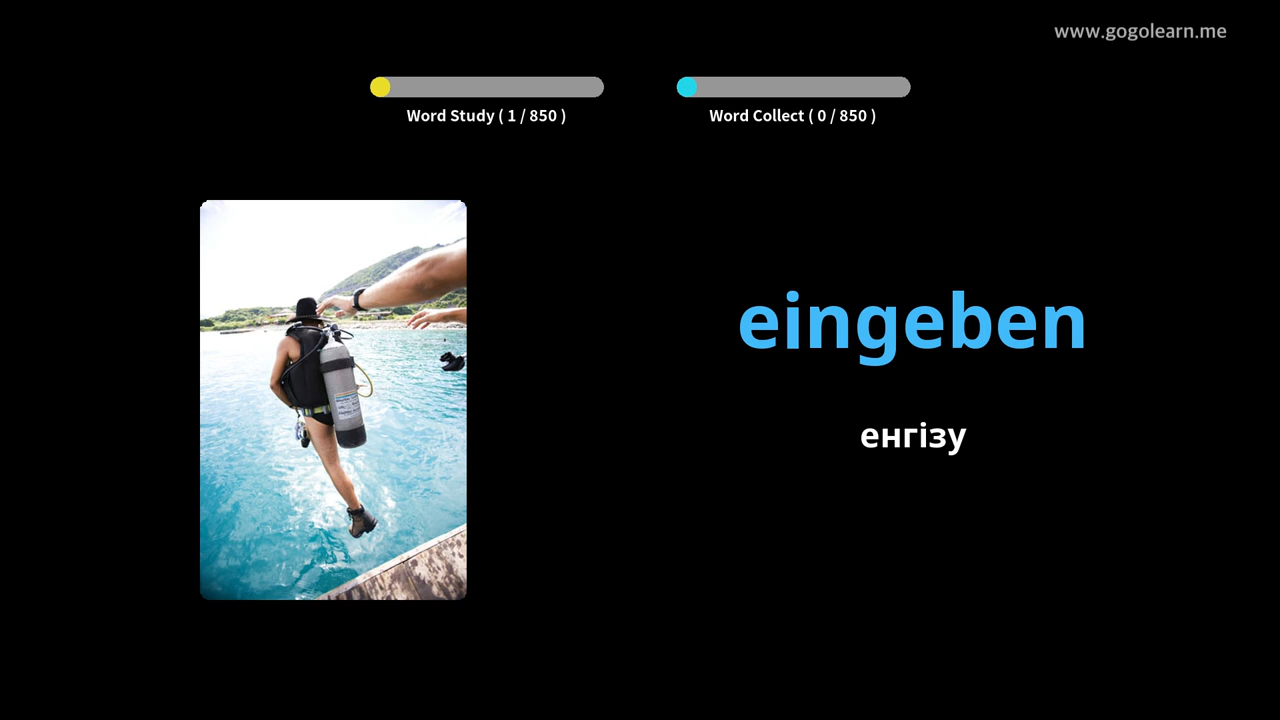 www.gogolearn.me
Word Study ( 1 / 850 )
Word Collect ( 0 / 850 )
eingeben
енгізу